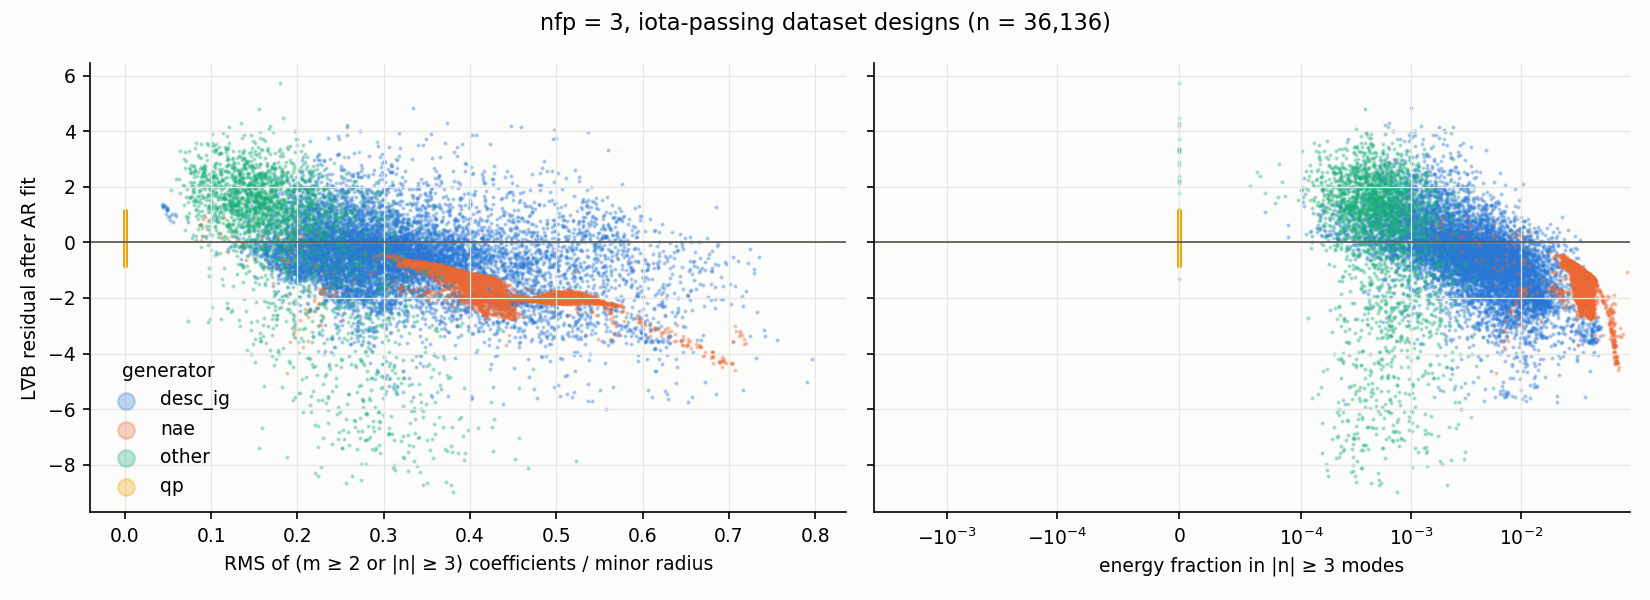 nfp = 3, iota-passing dataset designs (n = 36,136)
L∇B residual after AR fit
6
4
2
0
−2
−4
−6
−8
generator
desc_ig
nae
other
qp
0.0 0.1 0.2 0.3 0.4 0.5 0.6 0.7 0.8
RMS of (m ≥ 2 or |n| ≥ 3) coefficients / minor radius
−10⁻³ −10⁻⁴ 0 10⁻⁴ 10⁻³ 10⁻²
energy fraction in |n| ≥ 3 modes